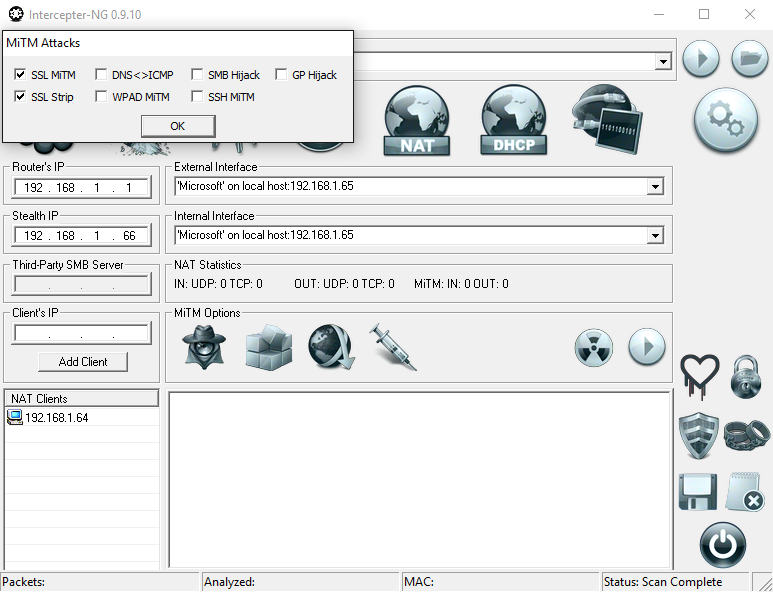 Intercepter-NG 0.9.10
MiTM Attacks
SSL MiTM DNS<>ICMP SMB Hijack GP Hijack
SSL Strip WPAD MiTM SSH MiTM
OK
NAT DHCP
Router's IP
192 . 168 . 1 . 1
External Interface
'Microsoft' on local host:192.168.1.65
Stealth IP
192 . 168 . 1 . 66
Internal Interface
'Microsoft' on local host:192.168.1.65
Third-Party SMB Server
. . .
NAT Statistics
IN: UDP: 0 TCP: 0 OUT: UDP: 0 TCP: 0 MiTM: IN: 0 OUT: 0
Client's IP
. . .
Add Client
MiTM Options
NAT Clients
192.168.1.64
Packets: Analyzed: MAC: Status: Scan Complete